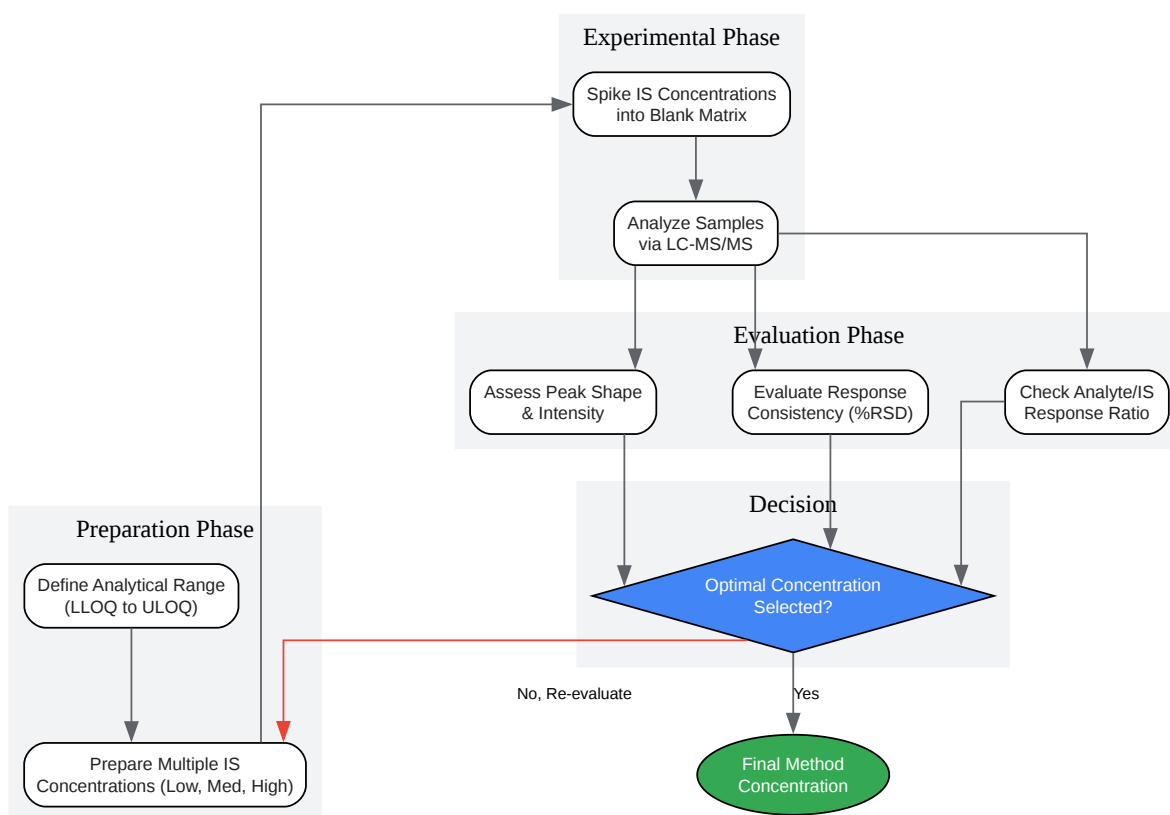 Experimental Phase
Spike IS Concentrations
into Blank Matrix
Analyze Samples
via LC-MS/MS
Evaluation Phase
Assess Peak Shape
& Intensity
Evaluate Response
Consistency (%RSD)
Check Analyte/IS
Response Ratio
Decision
Optimal Concentration
Selected?
Preparation Phase
Define Analytical Range
(LLOQ to ULOQ)
Prepare Multiple IS
Concentrations (Low, Med, High)
No, Re-evaluate
Yes
Final Method
Concentration